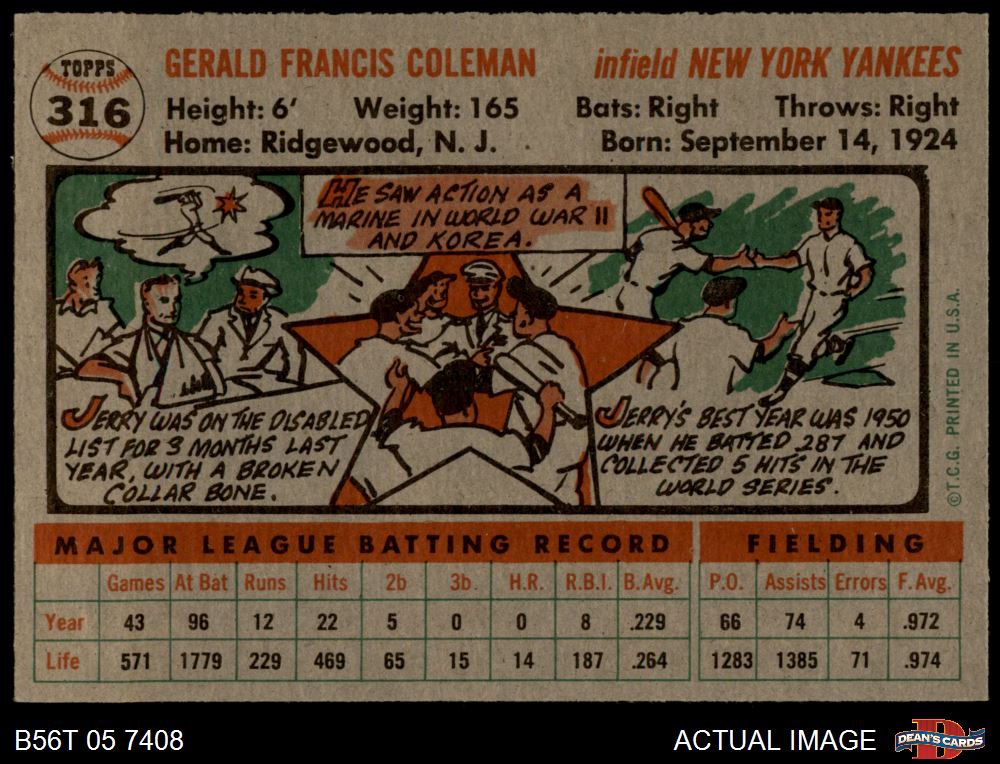 TOPPS
316
GERALD FRANCIS COLEMAN
infield NEW YORK YANKEES
Height: 6' Weight: 165 Bats: Right Throws: Right
Home: Ridgewood, N. J. Born: September 14, 1924
HE SAW ACTION AS A
MARINE IN WORLD WAR II
AND KOREA.
JERRY WAS ON THE DISABLED
LIST FOR 3 MONTHS LAST
YEAR, WITH A BROKEN
COLLAR BONE.
JERRY'S BEST YEAR WAS 1950
WHEN HE BATTED .287 AND
COLLECTED 5 HITS IN THE
WORLD SERIES.
©T.C.G. PRINTED IN U.S.A.
MAJOR LEAGUE BATTING RECORD FIELDING
Games At Bat Runs Hits 2b 3b. H.R. R.B.I. B.Avg. P.O. Assists Errors F. Avg.
Year 43 96 12 22 5 0 0 8 .229 66 74 4 .972
Life 571 1779 229 469 65 15 14 187 .264 1283 1385 71 .974
B56T 05 7408
ACTUAL IMAGE
DEAN'S CARDS